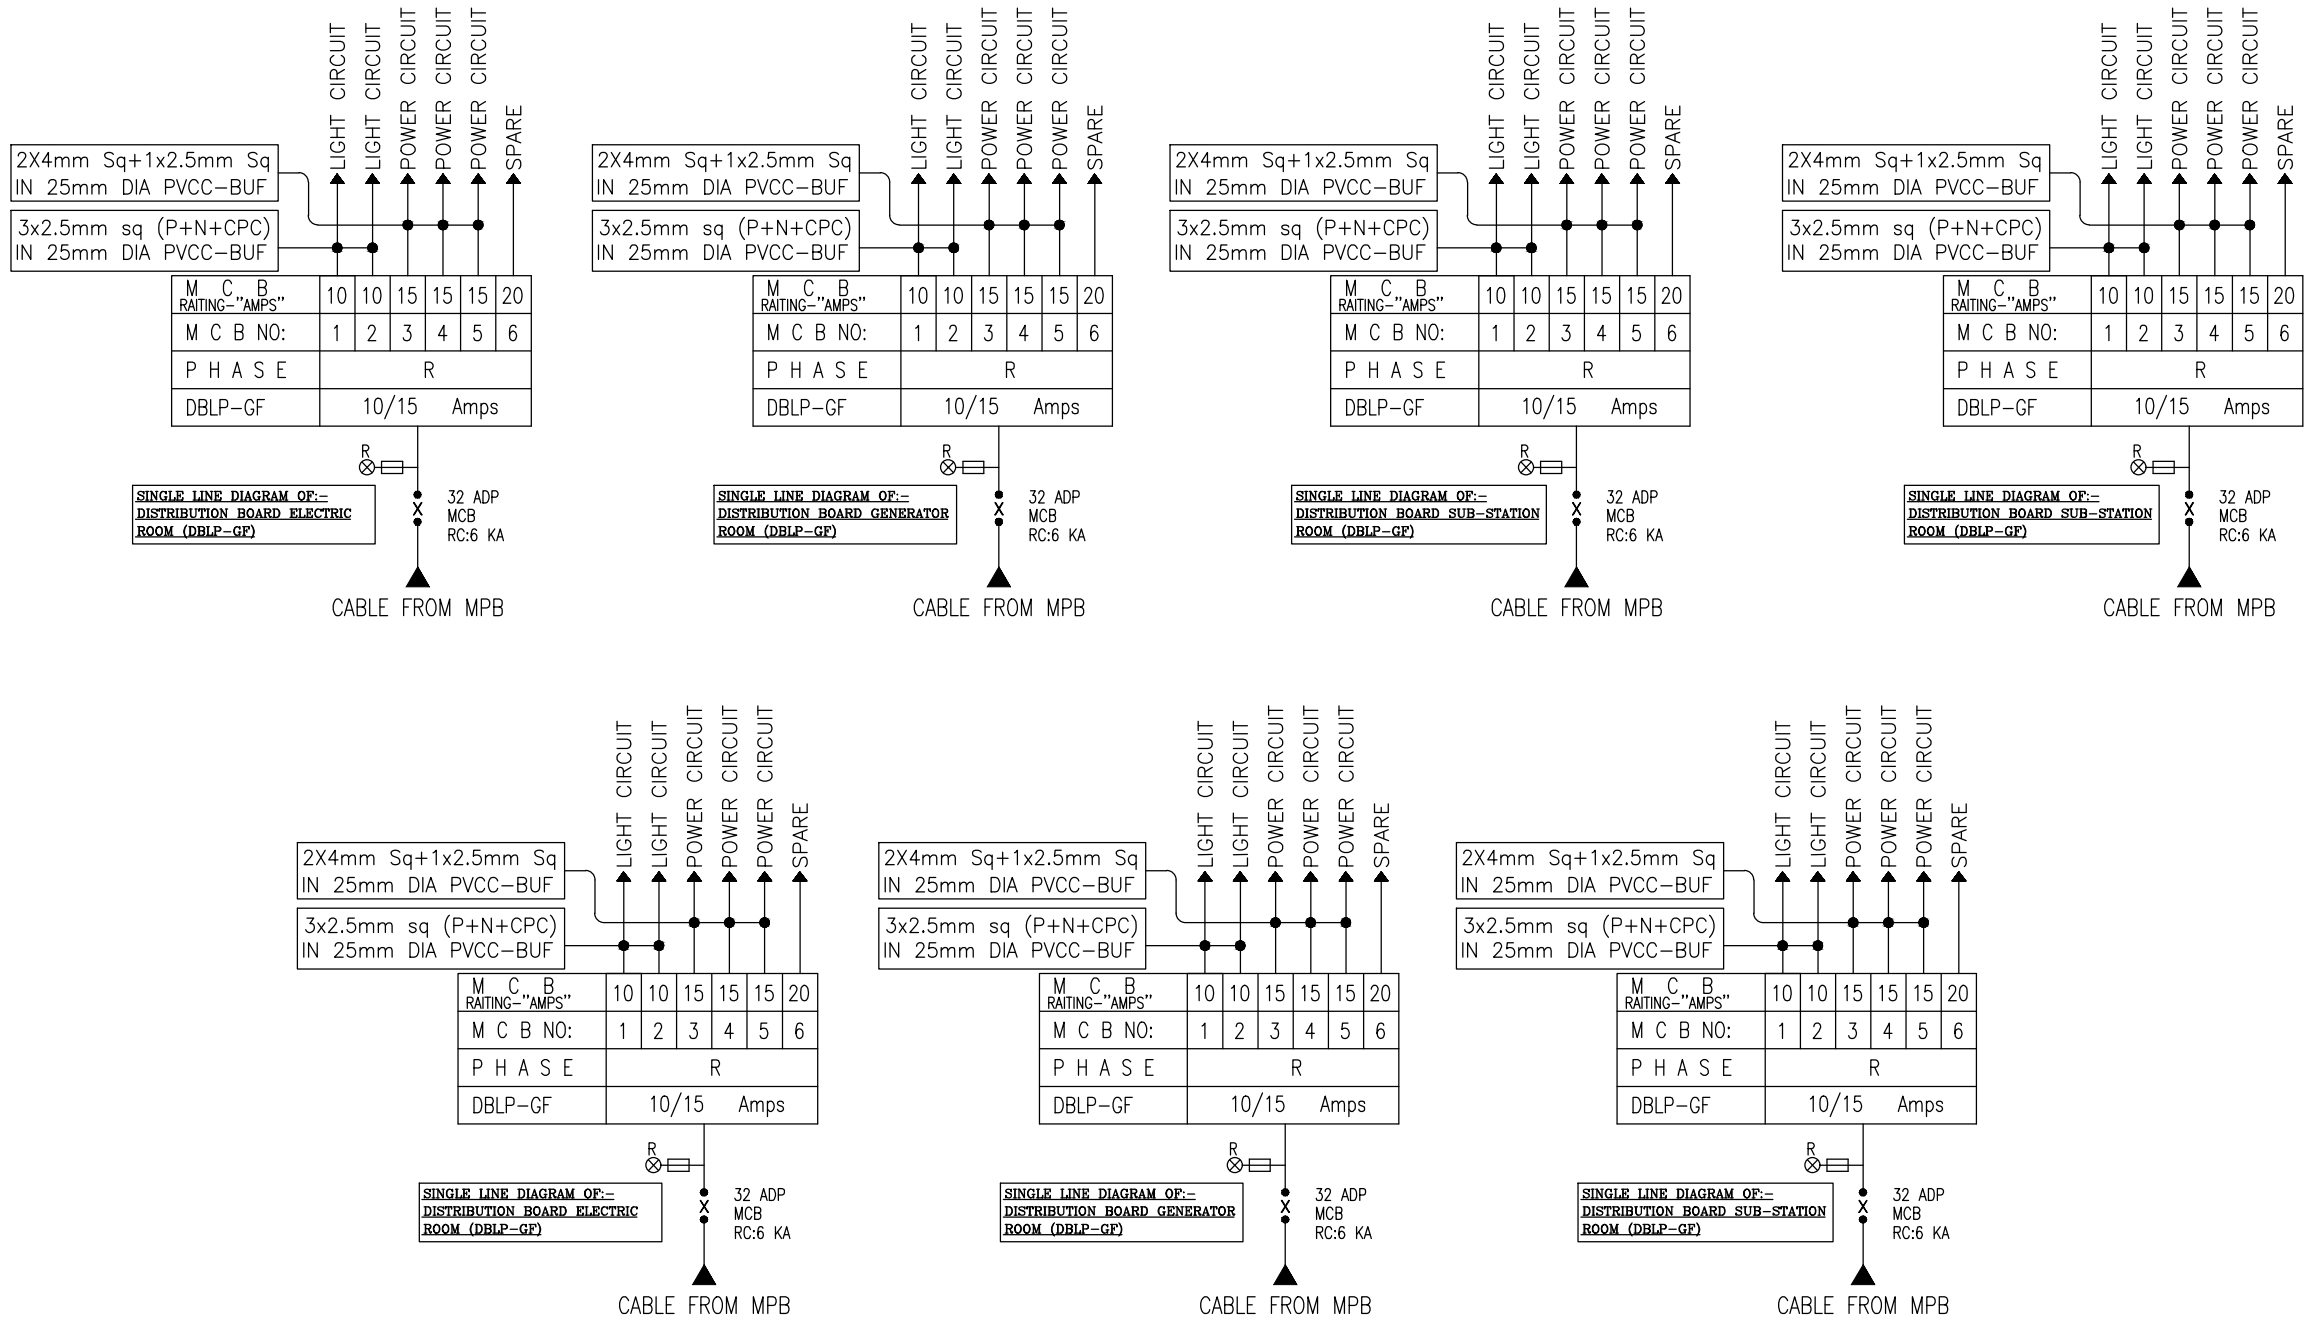 LIGHT CIRCUIT
LIGHT CIRCUIT
POWER CIRCUIT
POWER CIRCUIT
POWER CIRCUIT
SPARE
2X4mm Sq+1x2.5mm Sq
IN 25mm DIA PVCC-BUF
3x2.5mm sq (P+N+CPC)
IN 25mm DIA PVCC-BUF
M C B
RAITING-"AMPS" 10 10 15 15 15 20
M C B NO: 1 2 3 4 5 6
P H A S E R
DBLP-GF 10/15 Amps
R
SINGLE LINE DIAGRAM OF:-
DISTRIBUTION BOARD ELECTRIC
ROOM (DBLP-GF)
32 ADP
MCB
RC:6 KA
CABLE FROM MPB
LIGHT CIRCUIT
LIGHT CIRCUIT
POWER CIRCUIT
POWER CIRCUIT
POWER CIRCUIT
SPARE
2X4mm Sq+1x2.5mm Sq
IN 25mm DIA PVCC-BUF
3x2.5mm sq (P+N+CPC)
IN 25mm DIA PVCC-BUF
M C B
RAITING-"AMPS" 10 10 15 15 15 20
M C B NO: 1 2 3 4 5 6
P H A S E R
DBLP-GF 10/15 Amps
R
SINGLE LINE DIAGRAM OF:-
DISTRIBUTION BOARD GENERATOR
ROOM (DBLP-GF)
32 ADP
MCB
RC:6 KA
CABLE FROM MPB
LIGHT CIRCUIT
LIGHT CIRCUIT
POWER CIRCUIT
POWER CIRCUIT
POWER CIRCUIT
SPARE
2X4mm Sq+1x2.5mm Sq
IN 25mm DIA PVCC-BUF
3x2.5mm sq (P+N+CPC)
IN 25mm DIA PVCC-BUF
M C B
RAITING-"AMPS" 10 10 15 15 15 20
M C B NO: 1 2 3 4 5 6
P H A S E R
DBLP-GF 10/15 Amps
R
SINGLE LINE DIAGRAM OF:-
DISTRIBUTION BOARD SUB-STATION
ROOM (DBLP-GF)
32 ADP
MCB
RC:6 KA
CABLE FROM MPB
LIGHT CIRCUIT
LIGHT CIRCUIT
POWER CIRCUIT
POWER CIRCUIT
POWER CIRCUIT
SPARE
2X4mm Sq+1x2.5mm Sq
IN 25mm DIA PVCC-BUF
3x2.5mm sq (P+N+CPC)
IN 25mm DIA PVCC-BUF
M C B
RAITING-"AMPS" 10 10 15 15 15 20
M C B NO: 1 2 3 4 5 6
P H A S E R
DBLP-GF 10/15 Amps
R
SINGLE LINE DIAGRAM OF:-
DISTRIBUTION BOARD SUB-STATION
ROOM (DBLP-GF)
32 ADP
MCB
RC:6 KA
CABLE FROM MPB
LIGHT CIRCUIT
LIGHT CIRCUIT
POWER CIRCUIT
POWER CIRCUIT
POWER CIRCUIT
SPARE
2X4mm Sq+1x2.5mm Sq
IN 25mm DIA PVCC-BUF
3x2.5mm sq (P+N+CPC)
IN 25mm DIA PVCC-BUF
M C B
RAITING-"AMPS" 10 10 15 15 15 20
M C B NO: 1 2 3 4 5 6
P H A S E R
DBLP-GF 10/15 Amps
R
SINGLE LINE DIAGRAM OF:-
DISTRIBUTION BOARD ELECTRIC
ROOM (DBLP-GF)
32 ADP
MCB
RC:6 KA
CABLE FROM MPB
LIGHT CIRCUIT
LIGHT CIRCUIT
POWER CIRCUIT
POWER CIRCUIT
POWER CIRCUIT
SPARE
2X4mm Sq+1x2.5mm Sq
IN 25mm DIA PVCC-BUF
3x2.5mm sq (P+N+CPC)
IN 25mm DIA PVCC-BUF
M C B
RAITING-"AMPS" 10 10 15 15 15 20
M C B NO: 1 2 3 4 5 6
P H A S E R
DBLP-GF 10/15 Amps
R
SINGLE LINE DIAGRAM OF:-
DISTRIBUTION BOARD GENERATOR
ROOM (DBLP-GF)
32 ADP
MCB
RC:6 KA
CABLE FROM MPB
LIGHT CIRCUIT
LIGHT CIRCUIT
POWER CIRCUIT
POWER CIRCUIT
POWER CIRCUIT
SPARE
2X4mm Sq+1x2.5mm Sq
IN 25mm DIA PVCC-BUF
3x2.5mm sq (P+N+CPC)
IN 25mm DIA PVCC-BUF
M C B
RAITING-"AMPS" 10 10 15 15 15 20
M C B NO: 1 2 3 4 5 6
P H A S E R
DBLP-GF 10/15 Amps
R
SINGLE LINE DIAGRAM OF:-
DISTRIBUTION BOARD SUB-STATION
ROOM (DBLP-GF)
32 ADP
MCB
RC:6 KA
CABLE FROM MPB